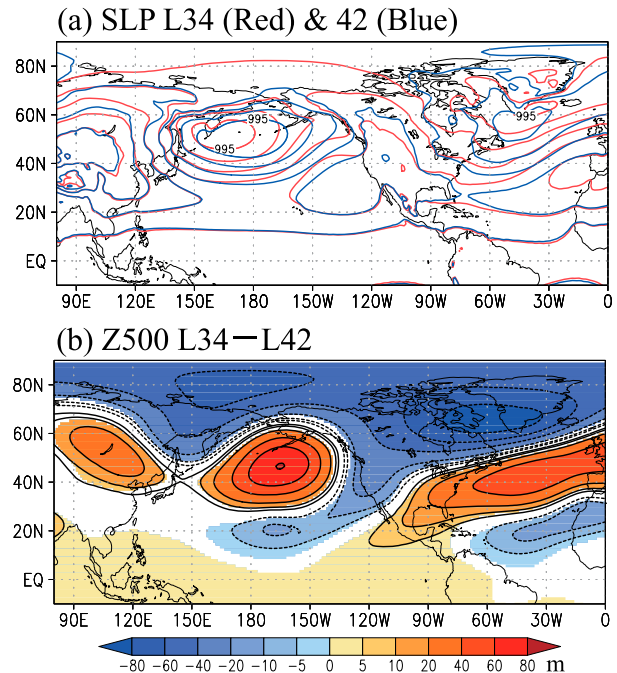 (a) SLP L34 (Red) & 42 (Blue)
80N
60N
40N
20N
EQ
995
995
995
90E 120E 150E 180 150W 120W 90W 60W 30W 0
(b) Z500 L34−L42
80N
60N
40N
20N
EQ
90E 120E 150E 180 150W 120W 90W 60W 30W 0
-80 -60 -40 -20 -10 -5 0 5 10 20 40 60 80 m